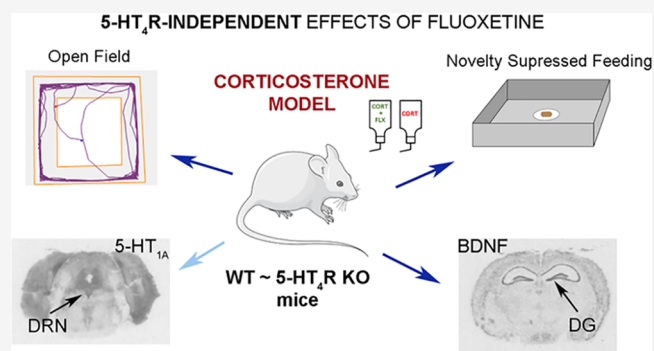 5-HT₄R-INDEPENDENT EFFECTS OF FLUOXETINE
Open Field
Novelty Supressed Feeding
CORTICOSTERONE
MODEL
CORT
+
FLX
CORT
5-HT₁A
BDNF
WT ~ 5-HT₄R KO
mice
DRN
DG